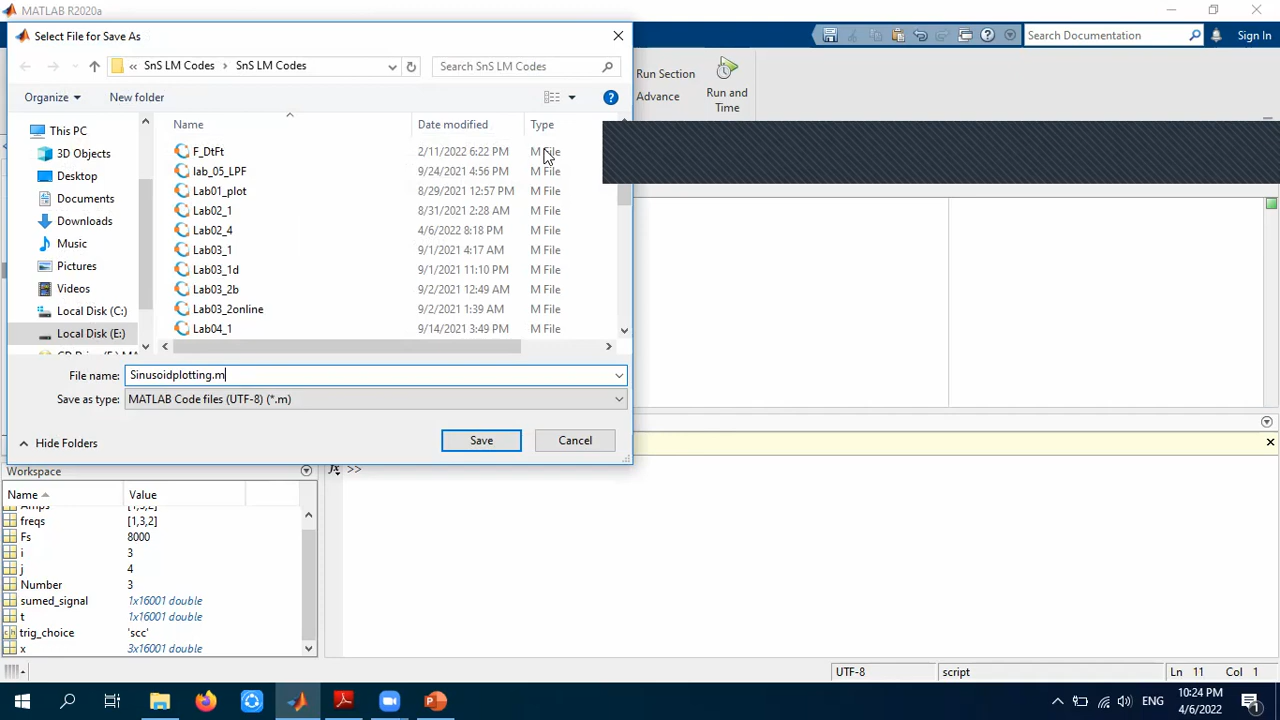 MATLAB R2020a
Select File for Save As
Search Documentation
Sign In
« SnS LM Codes › SnS LM Codes
Search SnS LM Codes
Run Section
Advance
Run and
Time
Organize
New folder
Name
Date modified
Type
This PC
3D Objects
Desktop
Documents
Downloads
Music
Pictures
Videos
Local Disk (C:)
Local Disk (E:)
F_DtFt 2/11/2022 6:22 PM M File
lab_05_LPF 9/24/2021 4:56 PM M File
Lab01_plot 8/29/2021 12:57 PM M File
Lab02_1 8/31/2021 2:28 AM M File
Lab02_4 4/6/2022 8:18 PM M File
Lab03_1 9/1/2021 4:17 AM M File
Lab03_1d 9/1/2021 11:10 PM M File
Lab03_2b 9/2/2021 12:49 AM M File
Lab03_2online 9/2/2021 1:39 AM M File
Lab04_1 9/14/2021 3:49 PM M File
File name: Sinusoidplotting.m
Save as type: MATLAB Code files (UTF-8) (*.m)
Hide Folders
Save
Cancel
Workspace
fx >>
Name Value
Amps [1,3,2]
freqs [1,3,2]
Fs 8000
i 3
j 4
Number 3
sumed_signal 1x16001 double
t 1x16001 double
trig_choice 'scc'
x 3x16001 double
UTF-8
script
Ln 11 Col 1
ENG
10:24 PM
4/6/2022
1